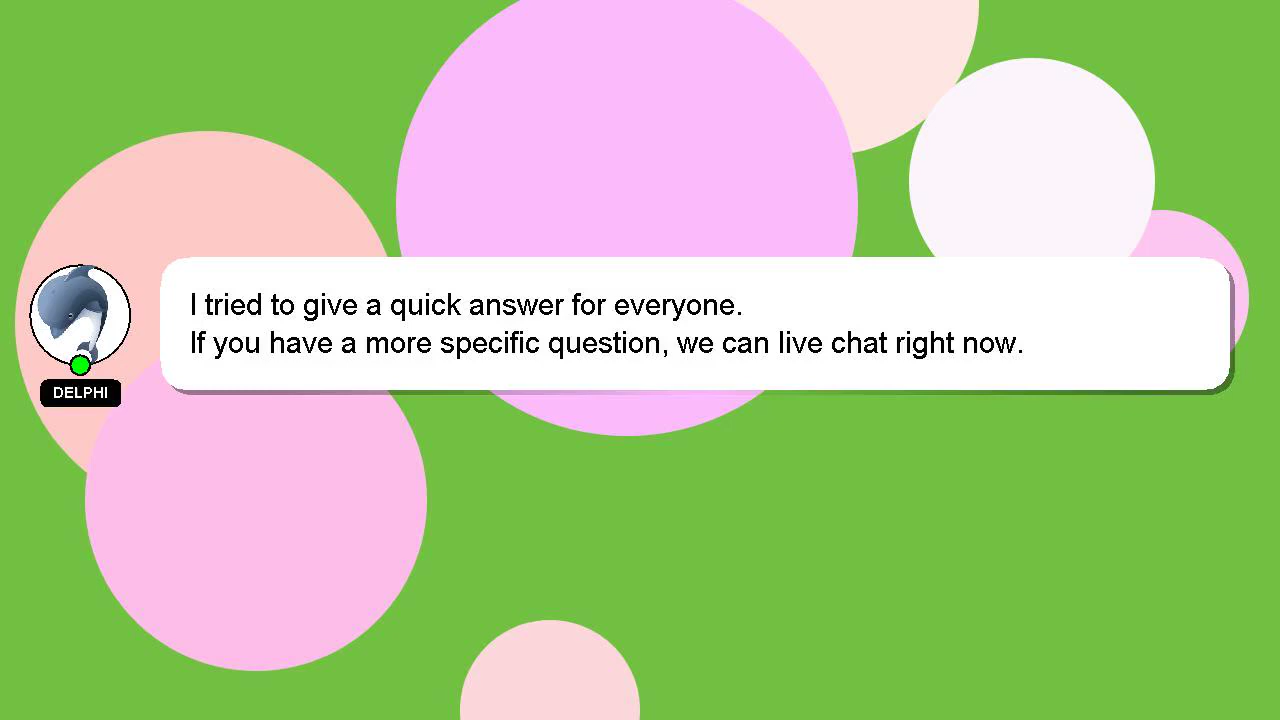 I tried to give a quick answer for everyone.
If you have a more specific question, we can live chat right now.
DELPHI